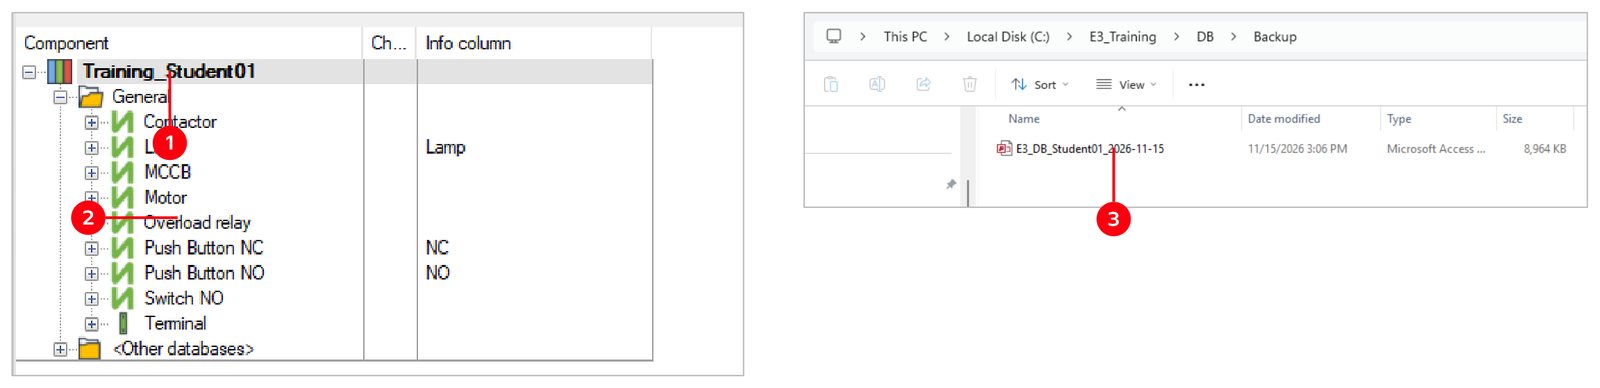 Component Ch... Info column
Training_Student01
General
Contactor
1
L Lamp
MCCB
Motor
2
Overload relay
Push Button NC NC
Push Button NO NO
Switch NO
Terminal
<Other databases>
This PC > Local Disk (C:) > E3_Training > DB > Backup
Sort View ...
Name Date modified Type Size
E3_DB_Student01_2026-11-15 11/15/2026 3:06 PM Microsoft Access ... 8,964 KB
3